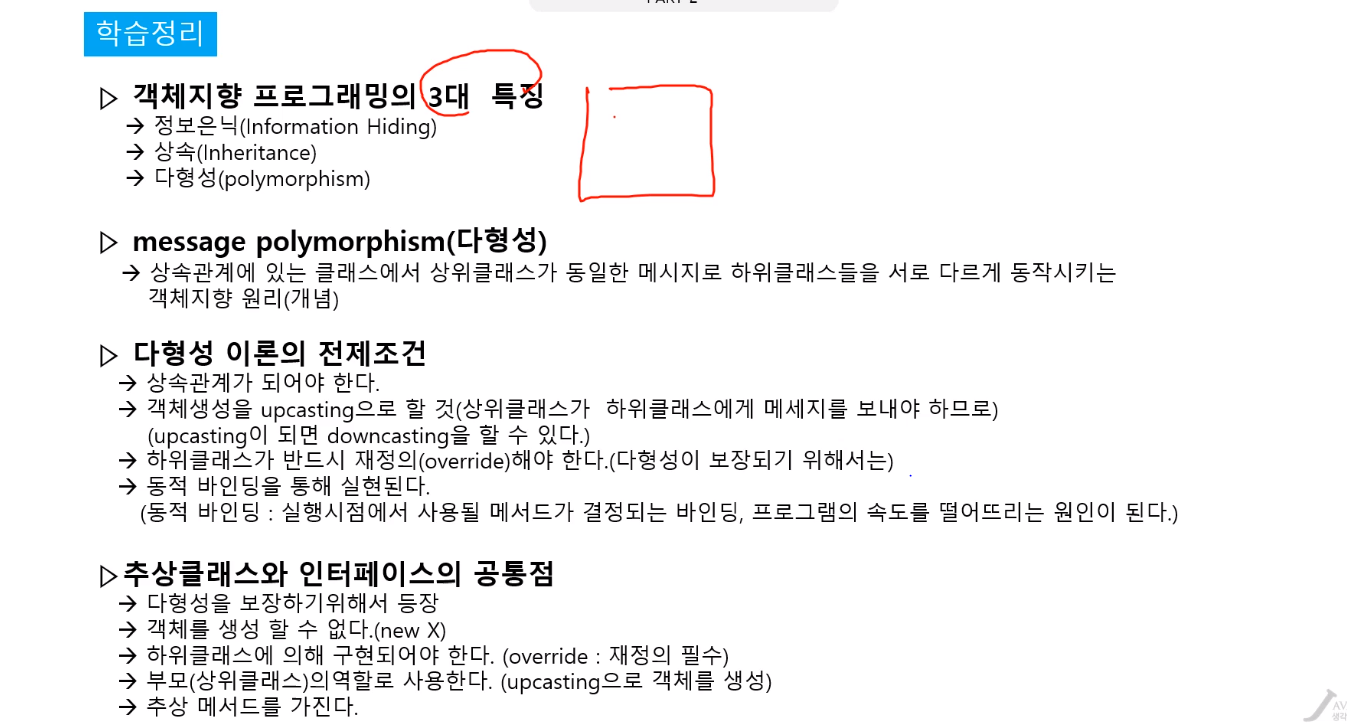 PART 2
학습정리
▷ 객체지향 프로그래밍의 3대 특징
→ 정보은닉(Information Hiding)
→ 상속(Inheritance)
→ 다형성(polymorphism)
▷ message polymorphism(다형성)
→ 상속관계에 있는 클래스에서 상위클래스가 동일한 메시지로 하위클래스들을 서로 다르게 동작시키는
객체지향 원리(개념)
▷ 다형성 이론의 전제조건
→ 상속관계가 되어야 한다.
→ 객체생성을 upcasting으로 할 것(상위클래스가 하위클래스에게 메세지를 보내야 하므로)
(upcasting이 되면 downcasting을 할 수 있다.)
→ 하위클래스가 반드시 재정의(override)해야 한다.(다형성이 보장되기 위해서는)
→ 동적 바인딩을 통해 실현된다.
(동적 바인딩 : 실행시점에서 사용될 메서드가 결정되는 바인딩, 프로그램의 속도를 떨어뜨리는 원인이 된다.)
▷추상클래스와 인터페이스의 공통점
→ 다형성을 보장하기위해서 등장
→ 객체를 생성 할 수 없다.(new X)
→ 하위클래스에 의해 구현되어야 한다. (override : 재정의 필수)
→ 부모(상위클래스)의역할로 사용한다. (upcasting으로 객체를 생성)
→ 추상 메서드를 가진다.
JAV
생각